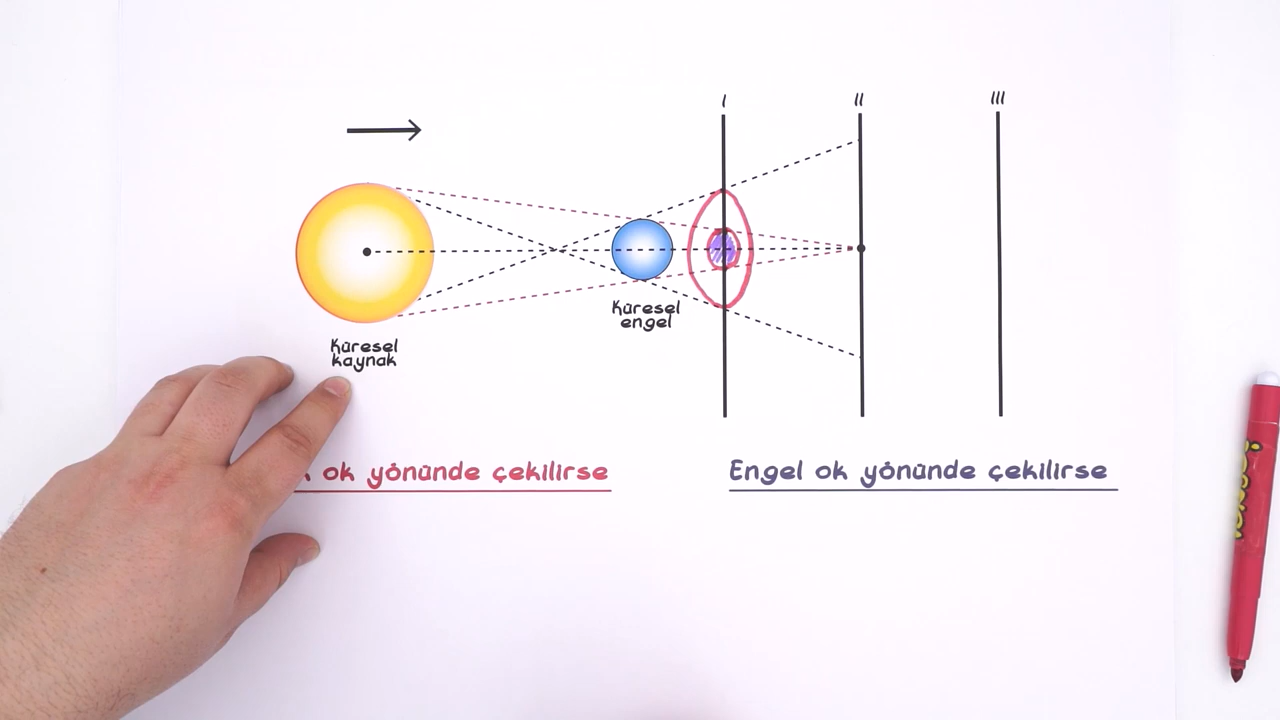 I II III
Küresel
engel
Küresel
kaynak
ok yönünde çekilirse
Engel ok yönünde çekilirse